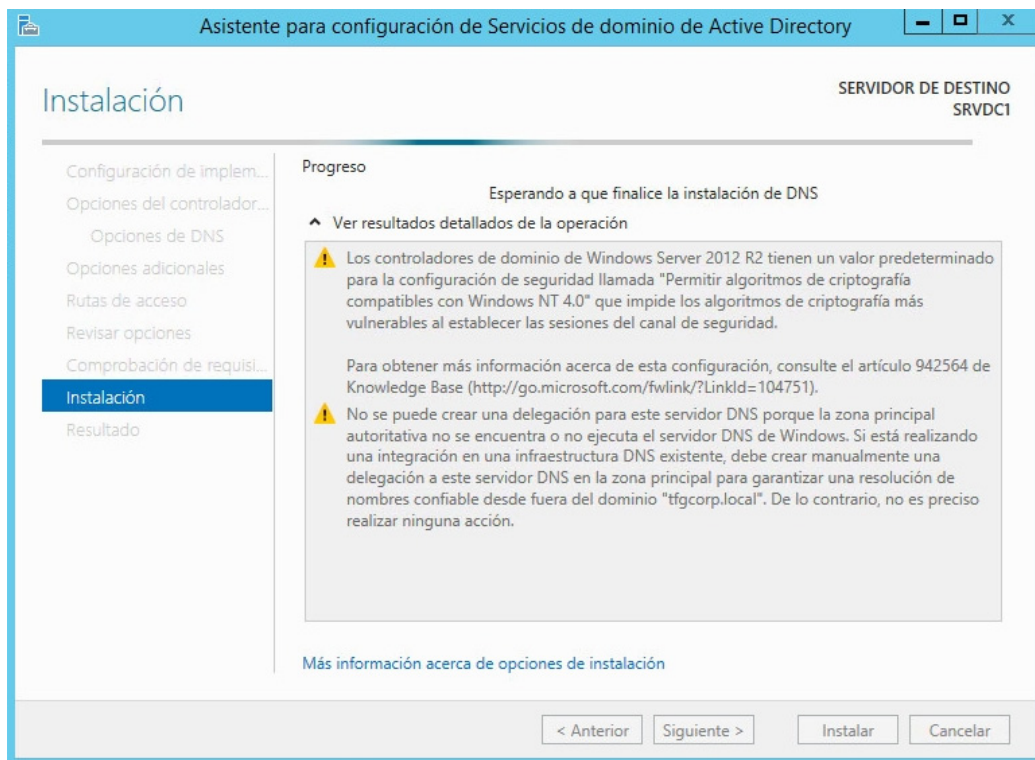 Asistente para configuración de Servicios de dominio de Active Directory
Instalación
SERVIDOR DE DESTINO
SRVDC1
Configuración de implem...
Opciones del controlador...
Opciones de DNS
Opciones adicionales
Rutas de acceso
Revisar opciones
Comprobación de requisi...
Instalación
Resultado
Progreso
Esperando a que finalice la instalación de DNS
Ver resultados detallados de la operación
Los controladores de dominio de Windows Server 2012 R2 tienen un valor predeterminado
para la configuración de seguridad llamada "Permitir algoritmos de criptografía
compatibles con Windows NT 4.0" que impide los algoritmos de criptografía más
vulnerables al establecer las sesiones del canal de seguridad.
Para obtener más información acerca de esta configuración, consulte el artículo 942564 de
Knowledge Base (http://go.microsoft.com/fwlink/?LinkId=104751).
No se puede crear una delegación para este servidor DNS porque la zona principal
autoritativa no se encuentra o no ejecuta el servidor DNS de Windows. Si está realizando
una integración en una infraestructura DNS existente, debe crear manualmente una
delegación a este servidor DNS en la zona principal para garantizar una resolución de
nombres confiable desde fuera del dominio "tfgcorp.local". De lo contrario, no es preciso
realizar ninguna acción.
Más información acerca de opciones de instalación
< Anterior
Siguiente >
Instalar
Cancelar